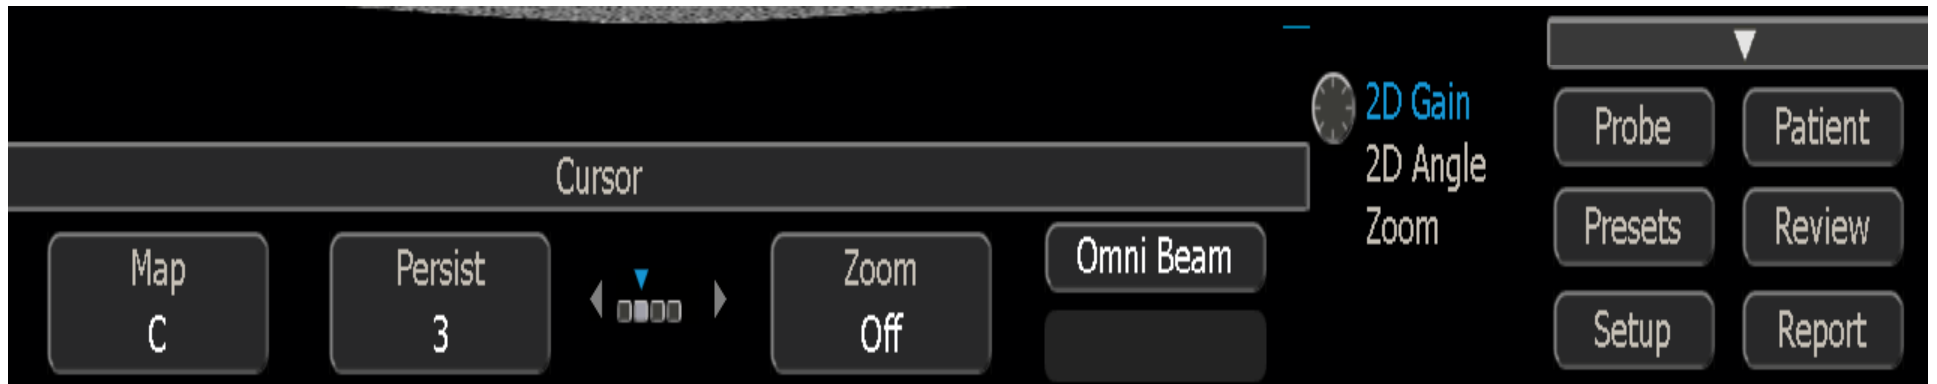 Cursor
Map
C
Persist
3
Zoom
Off
Omni Beam
2D Gain
2D Angle
Zoom
Probe
Patient
Presets
Review
Setup
Report